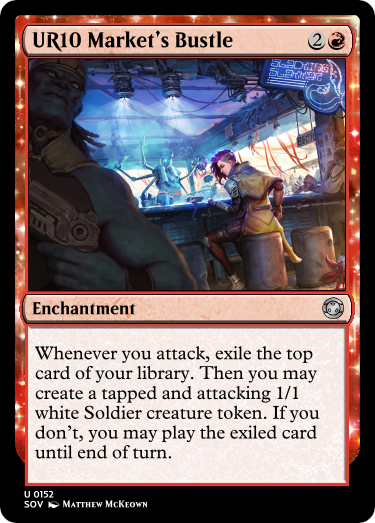 UR10 Market's Bustle 2
Enchantment
Whenever you attack, exile the top
card of your library. Then you may
create a tapped and attacking 1/1
white Soldier creature token. If you
don't, you may play the exiled card
until end of turn.
U 0152
SOV Matthew McKeown